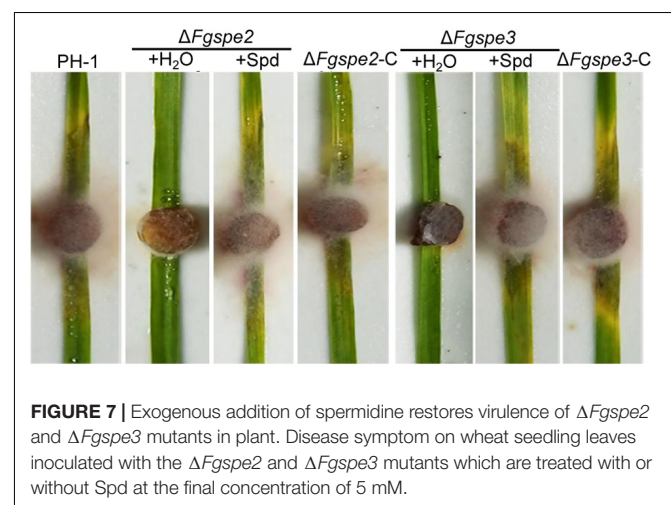 ΔFgspe2 ΔFgspe3
PH-1 +H₂O +Spd ΔFgspe2-C +H₂O +Spd ΔFgspe3-C
FIGURE 7 | Exogenous addition of spermidine restores virulence of ΔFgspe2
and ΔFgspe3 mutants in plant. Disease symptom on wheat seedling leaves
inoculated with the ΔFgspe2 and ΔFgspe3 mutants which are treated with or
without Spd at the final concentration of 5 mM.